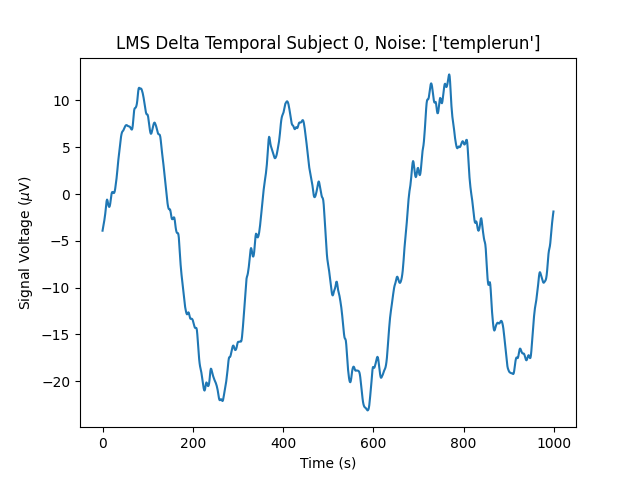 LMS Delta Temporal Subject 0, Noise: ['templerun']
Signal Voltage (μV)
10
5
0
−5
−10
−15
−20
0 200 400 600 800 1000
Time (s)